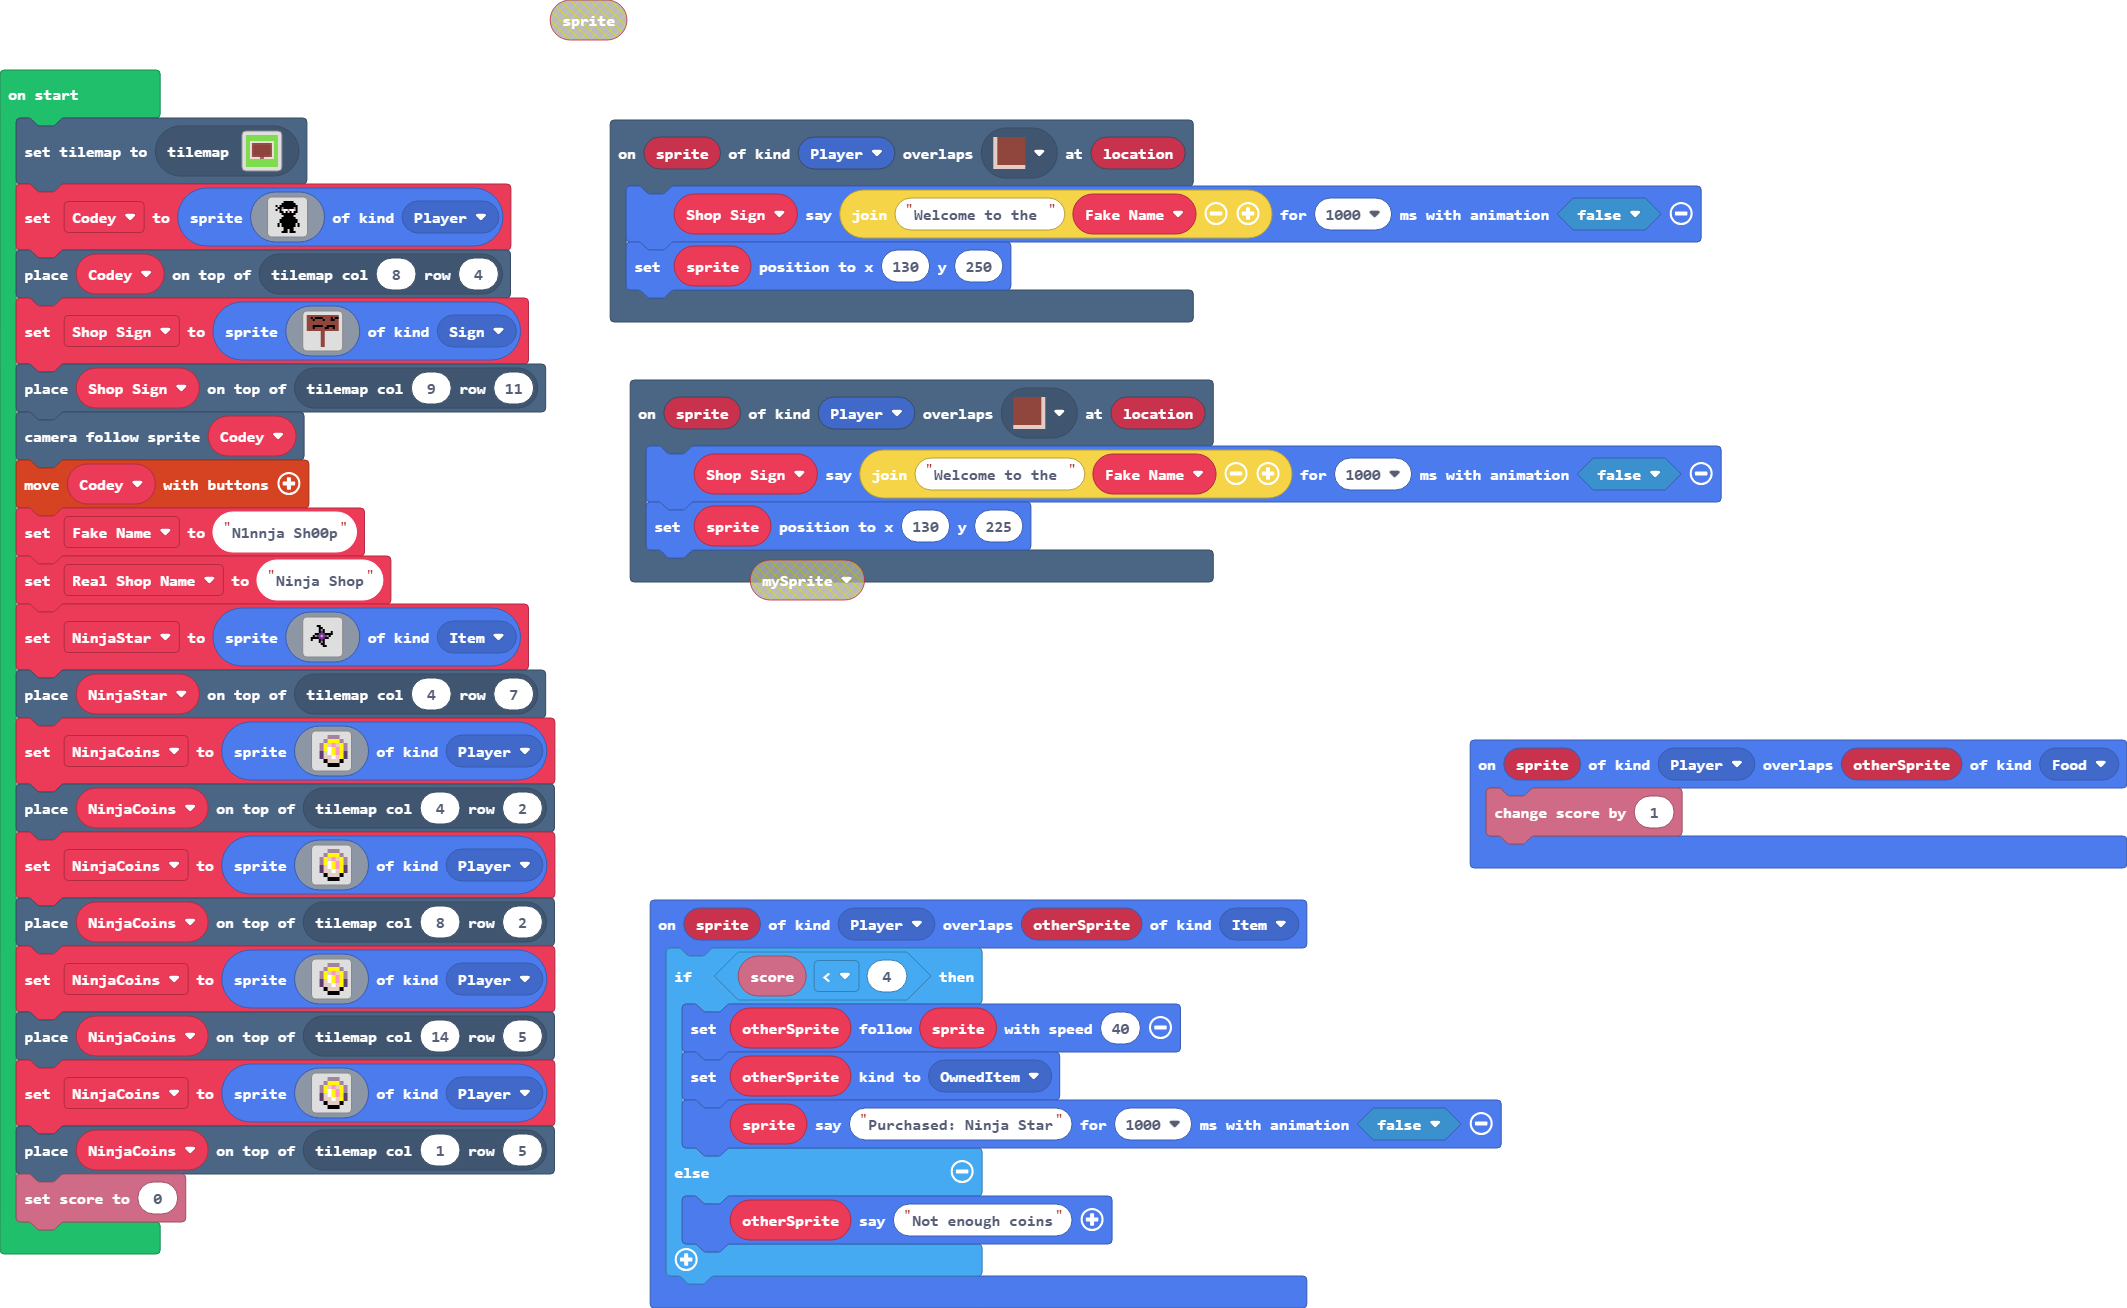 sprite
on start
set tilemap to tilemap
set Codey to sprite of kind Player
place Codey on top of tilemap col 8 row 4
set Shop Sign to sprite of kind Sign
place Shop Sign on top of tilemap col 9 row 11
camera follow sprite Codey
move Codey with buttons
set Fake Name to "N1nnja Sh00p"
set Real Shop Name to "Ninja Shop"
set NinjaStar to sprite of kind Item
place NinjaStar on top of tilemap col 4 row 7
set NinjaCoins to sprite of kind Player
place NinjaCoins on top of tilemap col 4 row 2
set NinjaCoins to sprite of kind Player
place NinjaCoins on top of tilemap col 8 row 2
set NinjaCoins to sprite of kind Player
place NinjaCoins on top of tilemap col 14 row 5
set NinjaCoins to sprite of kind Player
place NinjaCoins on top of tilemap col 1 row 5
set score to 0
on sprite of kind Player overlaps at location
Shop Sign say join "Welcome to the " Fake Name for 1000 ms with animation false
set sprite position to x 130 y 250
on sprite of kind Player overlaps at location
Shop Sign say join "Welcome to the " Fake Name for 1000 ms with animation false
set sprite position to x 130 y 225
mySprite
on sprite of kind Player overlaps otherSprite of kind Food
change score by 1
on sprite of kind Player overlaps otherSprite of kind Item
if score < 4 then
set otherSprite follow sprite with speed 40
set otherSprite kind to OwnedItem
sprite say "Purchased: Ninja Star" for 1000 ms with animation false
else
otherSprite say "Not enough coins"